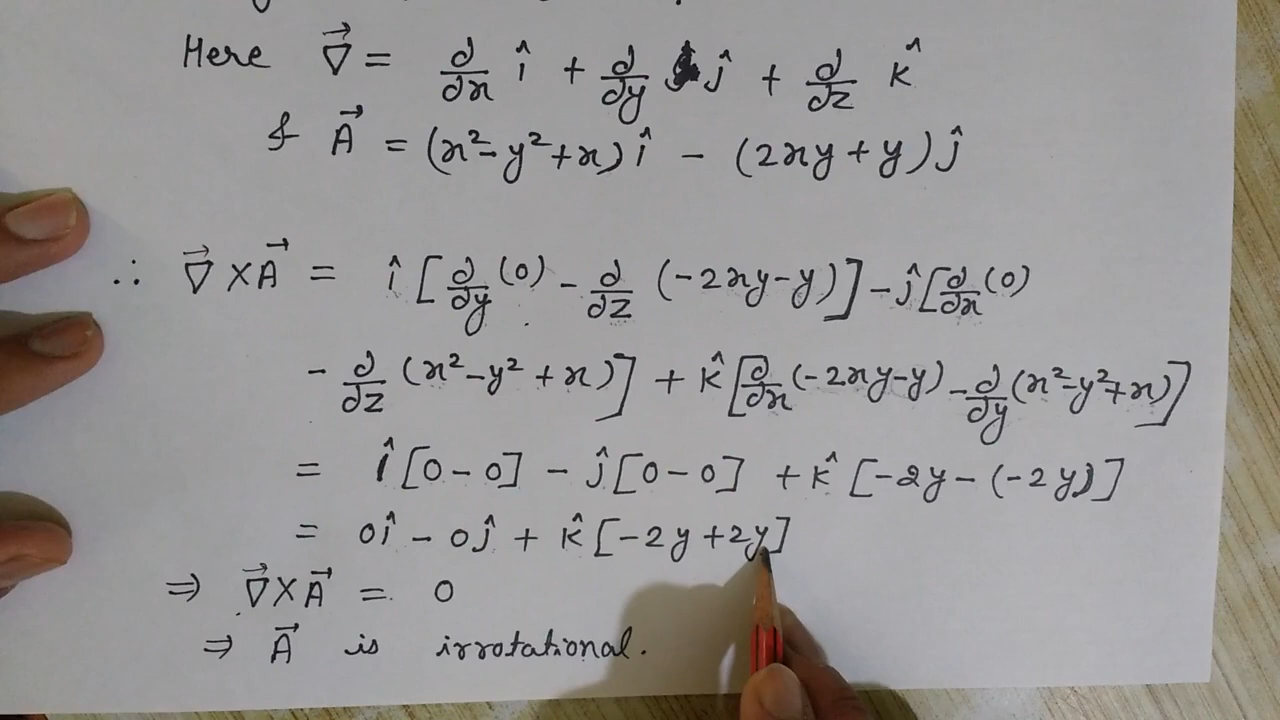 Here ∇⃗ = ∂/∂x î + ∂/∂y ĵ + ∂/∂z k̂
& A⃗ = (x²-y²+x) î - (2xy+y) ĵ
∴ ∇⃗ X A⃗ = î [∂/∂y (0) - ∂/∂z (-2xy-y)] - ĵ [∂/∂x (0)
- ∂/∂z (x²-y²+x)] + k̂ [∂/∂x (-2xy-y) - ∂/∂y (x²-y²+x)]
= î [0-0] - ĵ [0-0] + k̂ [-2y-(-2y)]
= 0î - 0ĵ + k̂ [-2y+2y]
⇒ ∇⃗ X A⃗ = 0
⇒ A⃗ is irrotational.